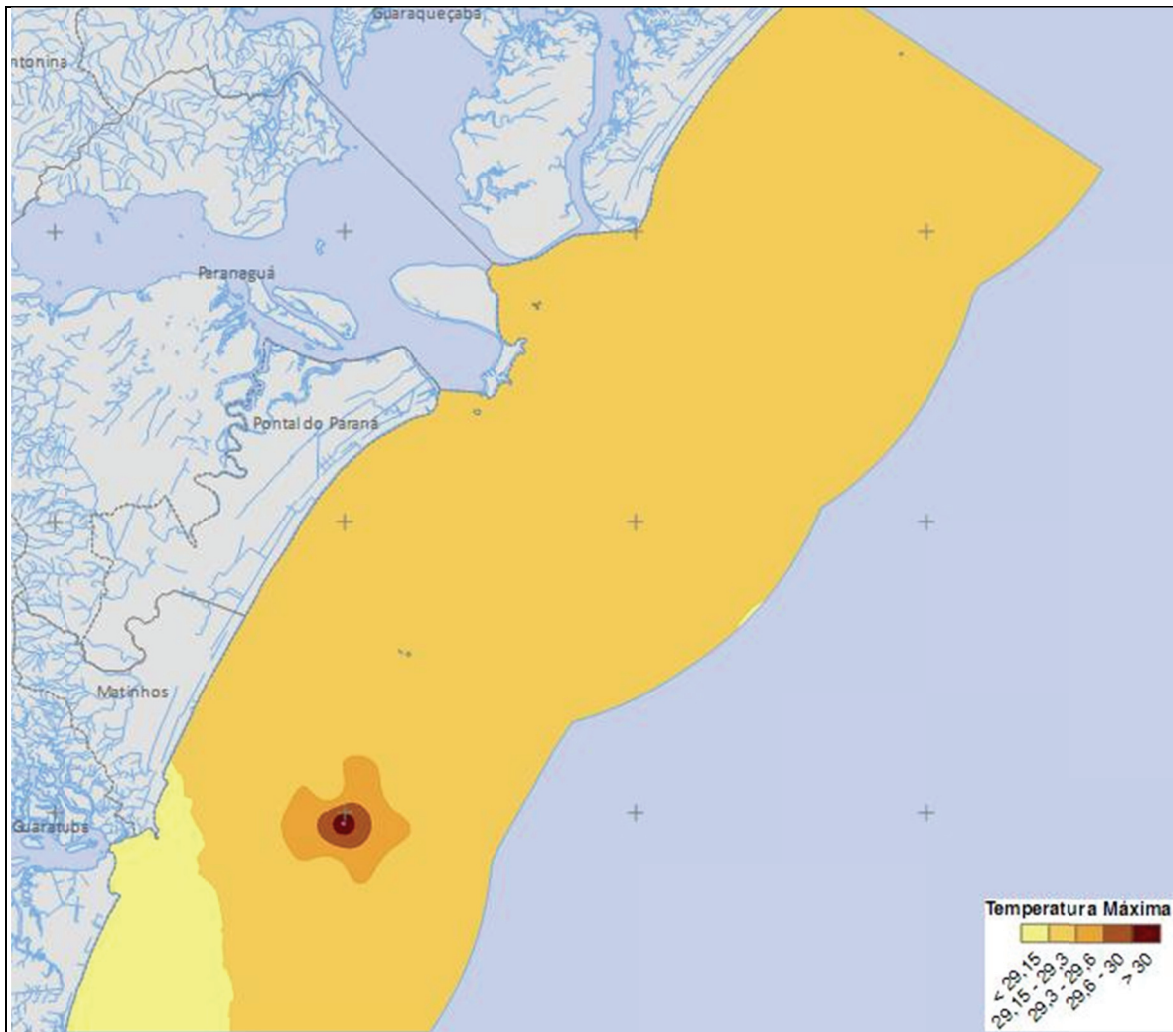 Guaraqueçaba
ntonina
Paranaguá
Pontal do Paraná
Matinhos
Guaratuba
Temperatura Máxima
< 29,15
29,15 - 29,3
29,3 - 29,6
29,6 - 30
> 30